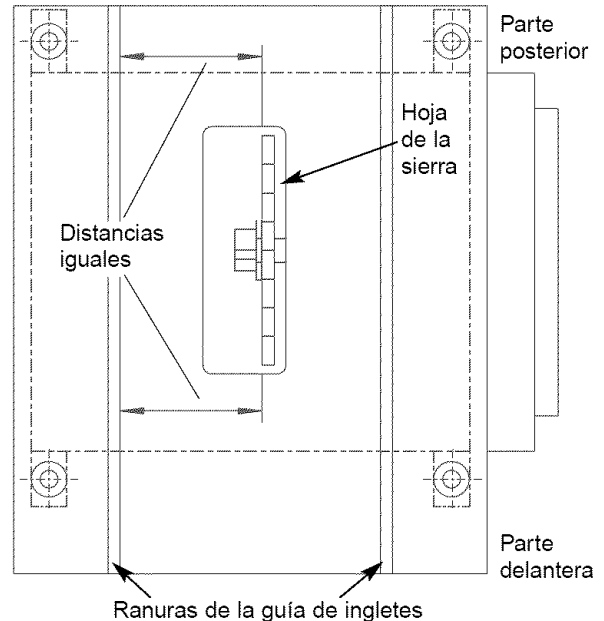 Parte
posterior
Hoja
de la
sierra
Distancias
iguales
Parte
delantera
Ranuras de la guía de ingletes